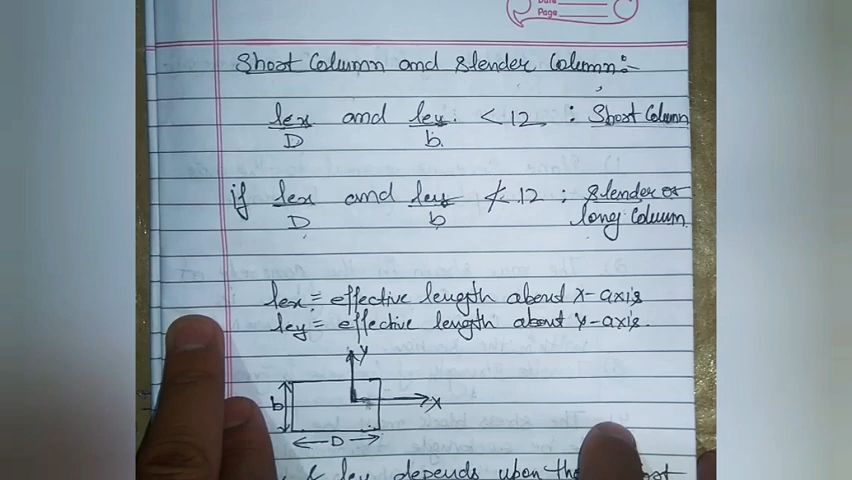 Date
Page
Short Column and Slender Column:-
lex/D and ley/b < 12 : Short Column
if lex/D and ley/b ≮ 12 : slender or
long Column.
lex = effective length about x-axis
ley = effective length about y-axis.
y
b
x
D
& ley depends upon the